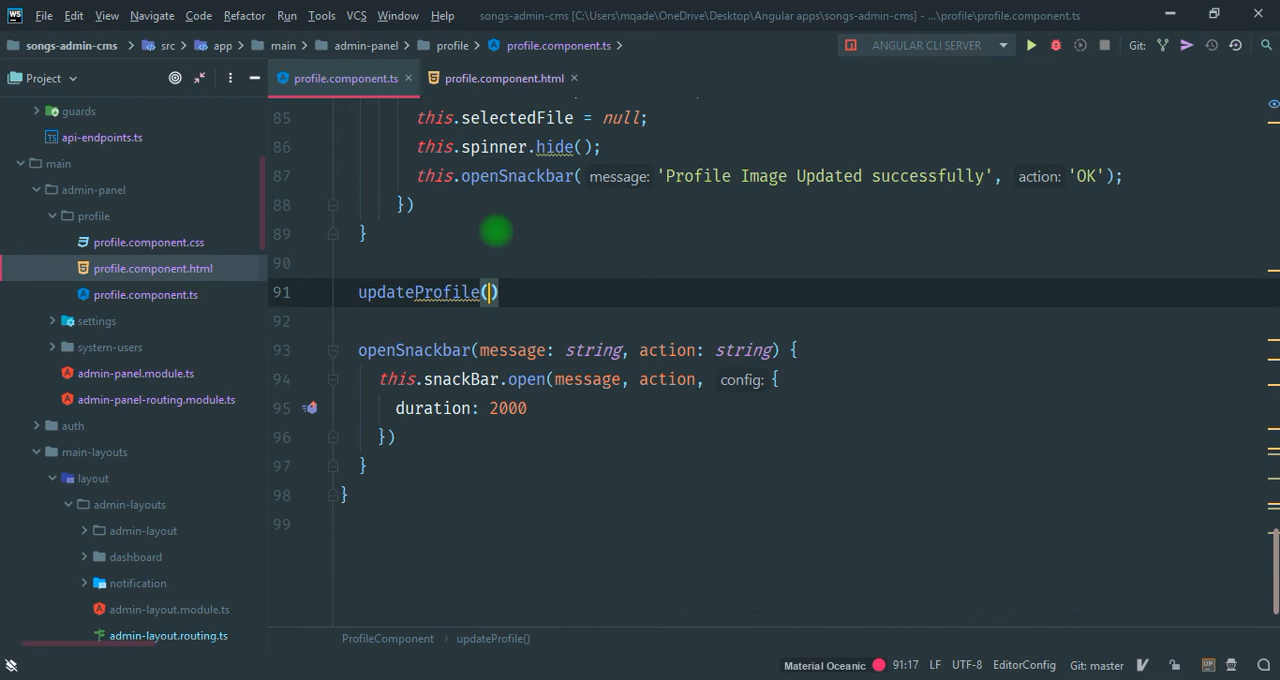 File Edit View Navigate Code Refactor Run Tools VCS Window Help songs-admin-cms [C:\Users\mqade\OneDrive\Desktop\Angular apps\songs-admin-cms] - ...\profile\profile.component.ts
songs-admin-cms src app main admin-panel profile profile.component.ts ANGULAR CLI SERVER Git:
Project profile.component.ts profile.component.html
guards
api-endpoints.ts
main
admin-panel
profile
profile.component.css
profile.component.html
profile.component.ts
settings
system-users
admin-panel.module.ts
admin-panel-routing.module.ts
auth
main-layouts
layout
admin-layouts
admin-layout
dashboard
notification
admin-layout.module.ts
admin-layout.routing.ts
85 this.selectedFile = null;
86 this.spinner.hide();
87 this.openSnackbar( message: 'Profile Image Updated successfully', action: 'OK');
88 })
89 }
90
91 updateProfile()
92
93 openSnackbar(message: string, action: string) {
94 this.snackBar.open(message, action, config: {
95 duration: 2000
96 })
97 }
98 }
99
ProfileComponent updateProfile()
Material Oceanic 91:17 LF UTF-8 EditorConfig Git: master